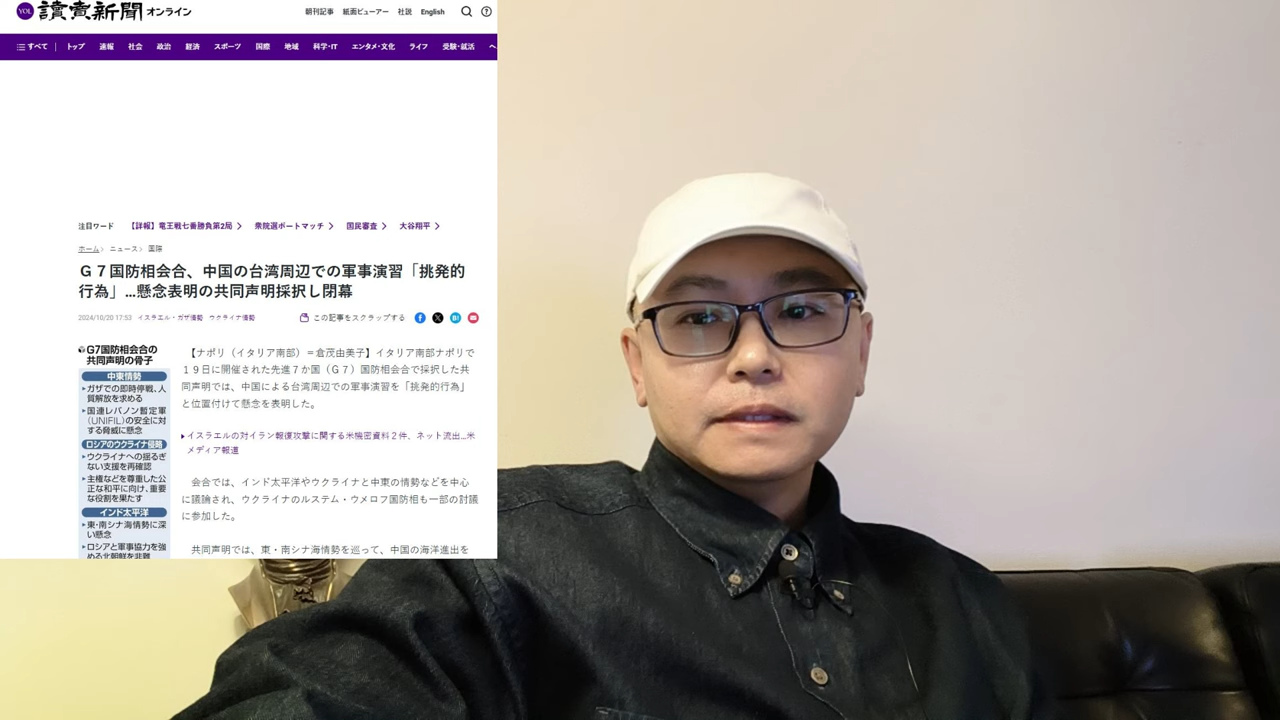 YOL 讀賣新聞 オンライン
朝刊記事 紙面ビューアー 社説 English
すべて トップ 速報 社会 政治 経済 スポーツ 国際 地域 科学・IT エンタメ・文化 ライフ 受験・就活 ヘ
注目ワード 【詳報】竜王戦七番勝負第2局 衆院選ボートマッチ 国民審査 大谷翔平
ホーム ニュース 国際
Ｇ７国防相会合、中国の台湾周辺での軍事演習「挑発的
行為」…懸念表明の共同声明採択し閉幕
2024/10/20 17:53 イスラエル・ガザ情勢 ウクライナ情勢 この記事をスクラップする
G7国防相会合の
共同声明の骨子
中東情勢
ガザでの即時停戦、人
質解放を求める
国連レバノン暫定軍
(UNIFIL)の安全に対
する脅威に懸念
ロシアのウクライナ侵略
ウクライナへの揺るぎ
ない支援を再確認
主権などを尊重した公
正な和平に向け、重要
な役割を果たす
インド太平洋
東・南シナ海情勢に深
い懸念
ロシアと軍事協力を強
める北朝鮮を非難
【ナポリ（イタリア南部）＝倉茂由美子】イタリア南部ナポリで
１９日に開催された先進７か国（Ｇ７）国防相会合で採択した共
同声明では、中国による台湾周辺での軍事演習を「挑発的行為」
と位置付けて懸念を表明した。
イスラエルの対イラン報復攻撃に関する米機密資料２件、ネット流出…米
メディア報道
会合では、インド太平洋やウクライナと中東の情勢などを中心
に議論され、ウクライナのルステム・ウメロフ国防相も一部の討議
に参加した。
共同声明では、東・南シナ海情勢を巡って、中国の海洋進出を